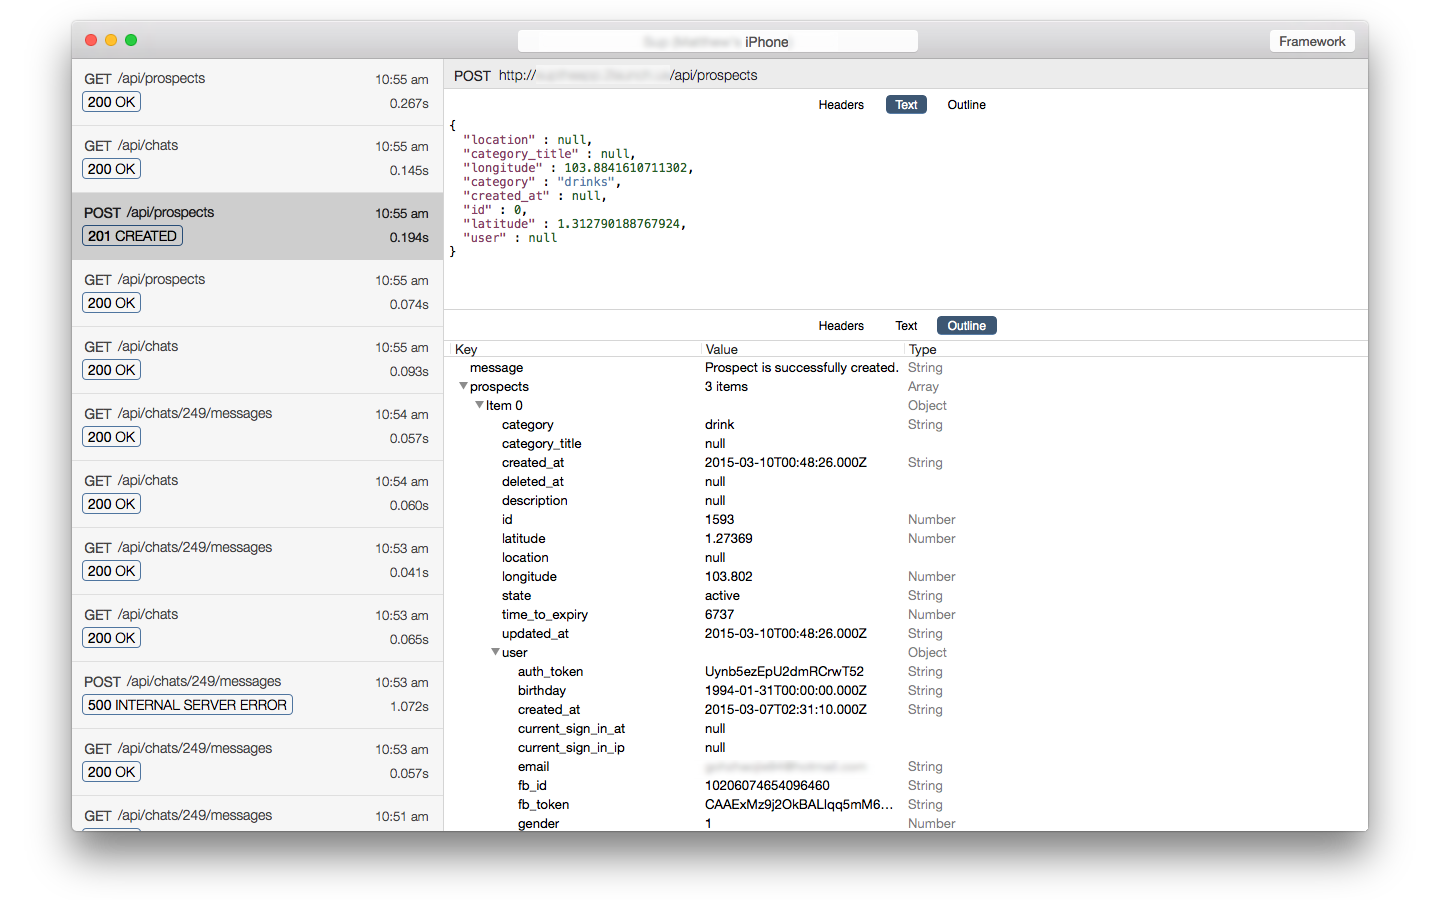 iPhone
Framework
GET /api/prospects 10:55 am
200 OK 0.267s
GET /api/chats 10:55 am
200 OK 0.145s
POST /api/prospects 10:55 am
201 CREATED 0.194s
GET /api/prospects 10:55 am
200 OK 0.074s
GET /api/chats 10:55 am
200 OK 0.093s
GET /api/chats/249/messages 10:54 am
200 OK 0.057s
GET /api/chats 10:54 am
200 OK 0.060s
GET /api/chats/249/messages 10:53 am
200 OK 0.041s
GET /api/chats 10:53 am
200 OK 0.065s
POST /api/chats/249/messages 10:53 am
500 INTERNAL SERVER ERROR 1.072s
GET /api/chats/249/messages 10:53 am
200 OK 0.057s
GET /api/chats/249/messages 10:51 am
POST http:// /api/prospects
Headers Text Outline
{
"location" : null,
"category_title" : null,
"longitude" : 103.8841610711302,
"category" : "drinks",
"created_at" : null,
"id" : 0,
"latitude" : 1.312790188767924,
"user" : null
}
Headers Text Outline
Key Value Type
message Prospect is successfully created. String
prospects 3 items Array
Item 0 Object
category drink String
category_title null
created_at 2015-03-10T00:48:26.000Z String
deleted_at null
description null
id 1593 Number
latitude 1.27369 Number
location null
longitude 103.802 Number
state active String
time_to_expiry 6737 Number
updated_at 2015-03-10T00:48:26.000Z String
user Object
auth_token Uynb5ezEpU2dmRCrwT52 String
birthday 1994-01-31T00:00:00.000Z String
created_at 2015-03-07T02:31:10.000Z String
current_sign_in_at null
current_sign_in_ip null
email String
fb_id 10206074654096460 String
fb_token CAAExMz9j2OkBALlqq5mM6... String
gender 1 Number